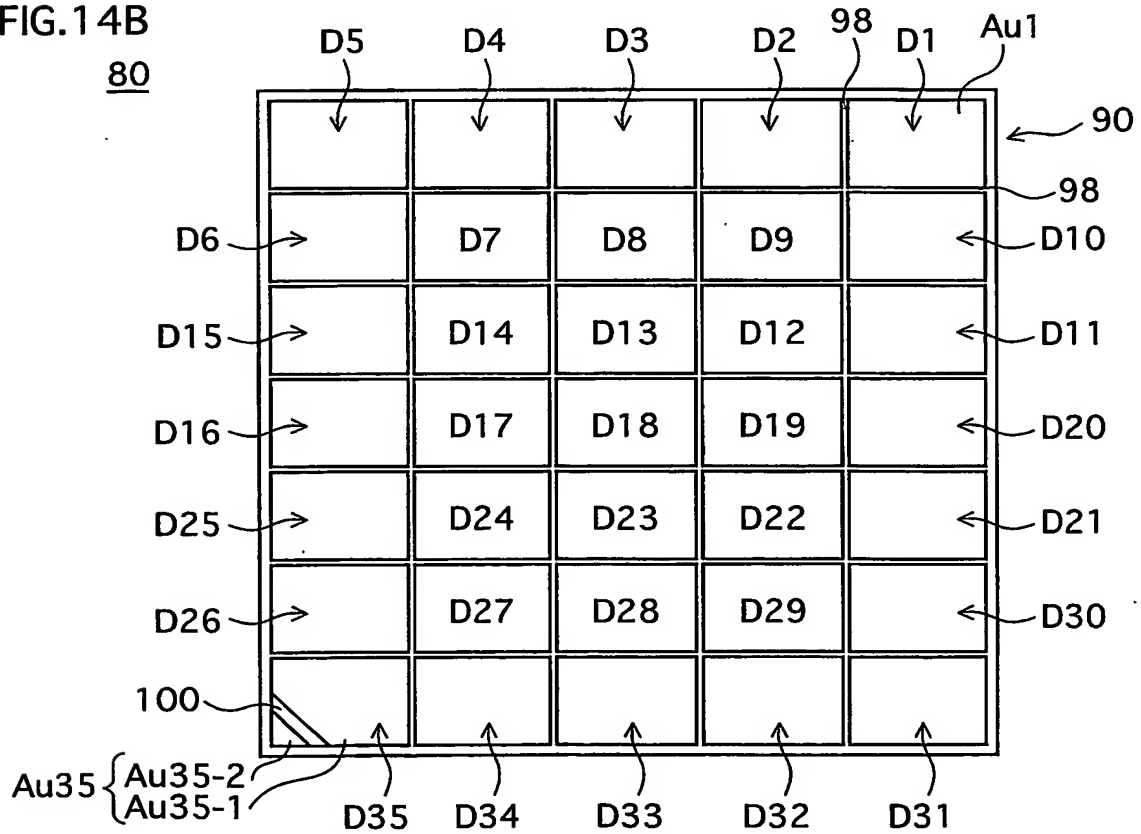 FIG.14B
80
D5 D4 D3 D2 98 D1 Au1
90
98
D6 D7 D8 D9 D10
D15 D14 D13 D12 D11
D16 D17 D18 D19 D20
D25 D24 D23 D22 D21
D26 D27 D28 D29 D30
100
Au35 { Au35-2
Au35-1
D35 D34 D33 D32 D31